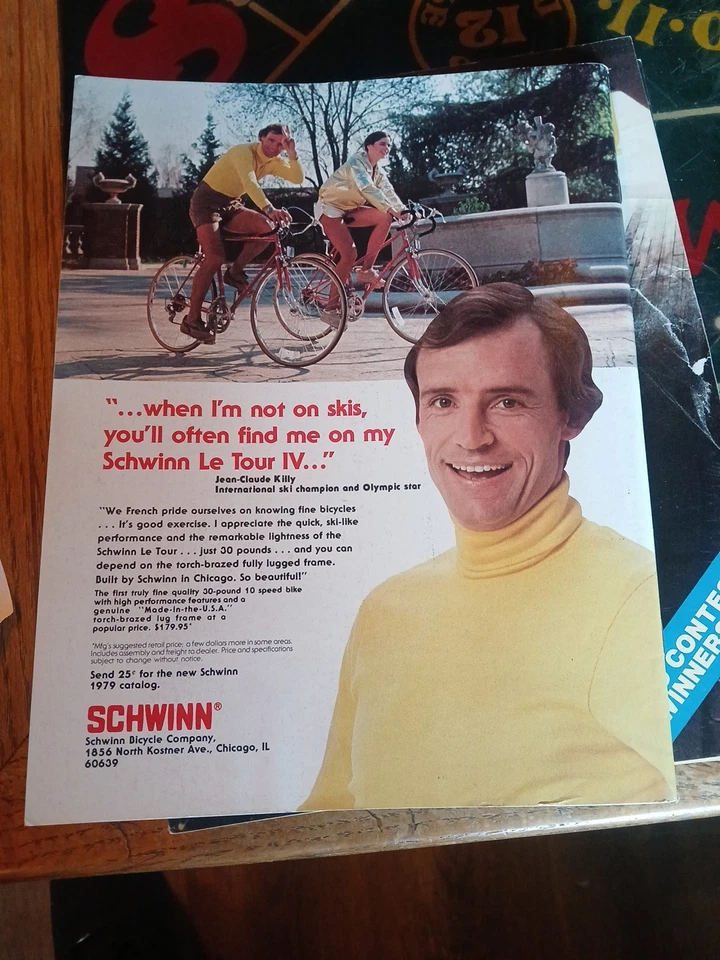 "...when I'm not on skis,
you'll often find me on my
Schwinn Le Tour IV..."
Jean-Claude Killy
International ski champion and Olympic star
"We French pride ourselves on knowing fine bicycles
... It's good exercise. I appreciate the quick, ski-like
performance and the remarkable lightness of the
Schwinn Le Tour ... just 30 pounds ... and you can
depend on the torch-brazed fully lugged frame.
Built by Schwinn in Chicago. So beautiful!"
The first truly fine quality 30-pound 10 speed bike
with high performance features and a
genuine "Made-in-the-U.S.A."
torch-brazed lug frame at a
popular price. $179.95*
*Mfg's suggested retail price; a few dollars more in some areas.
Includes assembly and freight to dealer. Price and specifications
subject to change without notice.
Send 25¢ for the new Schwinn
1979 catalog.
SCHWINN®
Schwinn Bicycle Company,
1856 North Kostner Ave., Chicago, IL
60639
12